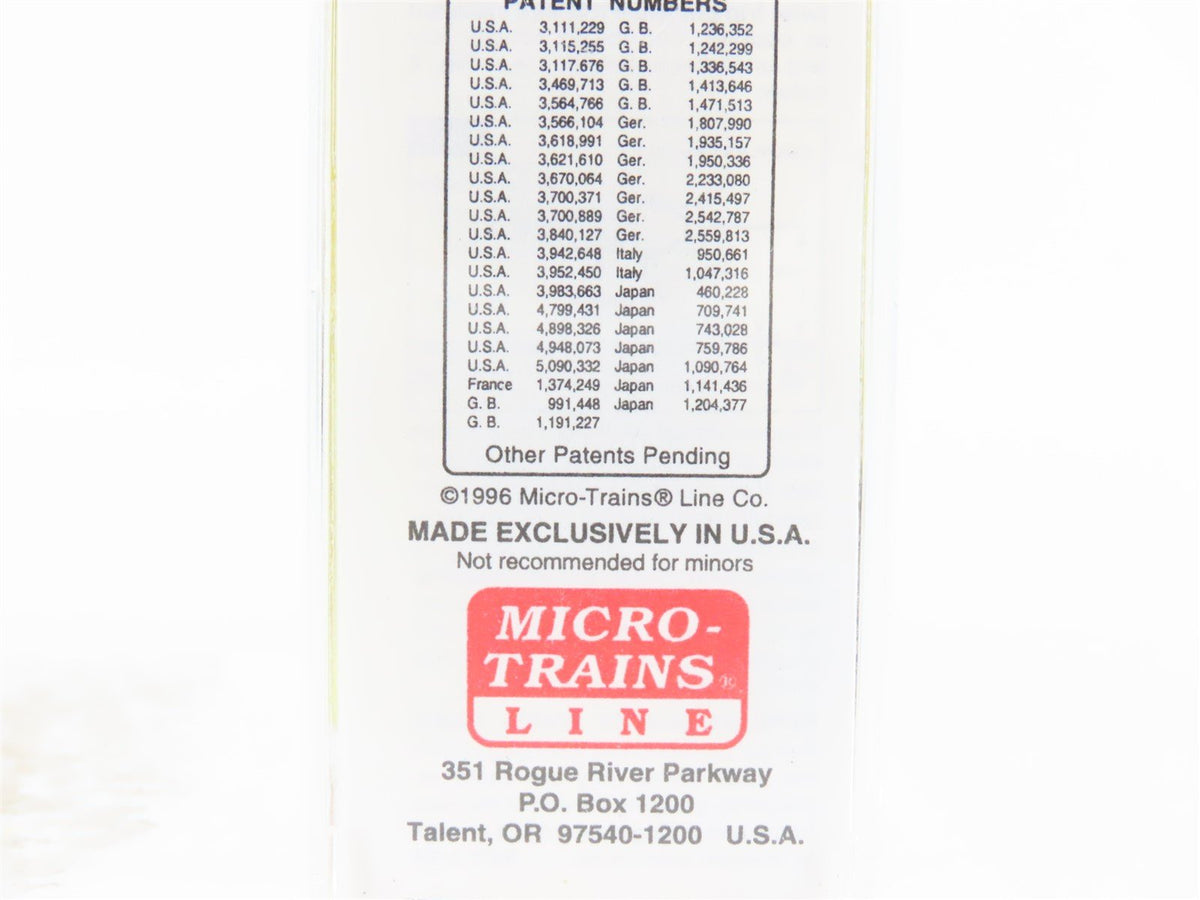 PATENT NUMBERS
U.S.A. 3,111,229 G. B. 1,236,352
U.S.A. 3,115,255 G. B. 1,242,299
U.S.A. 3,117.676 G. B. 1,336,543
U.S.A. 3,469,713 G. B. 1,413,646
U.S.A. 3,564,766 G. B. 1,471,513
U.S.A. 3,566,104 Ger. 1,807,990
U.S.A. 3,618,991 Ger. 1,935,157
U.S.A. 3,621,610 Ger. 1,950,336
U.S.A. 3,670,064 Ger. 2,233,080
U.S.A. 3,700,371 Ger. 2,415,497
U.S.A. 3,700,889 Ger. 2,542,787
U.S.A. 3,840,127 Ger. 2,559,813
U.S.A. 3,942,648 Italy 950,661
U.S.A. 3,952,450 Italy 1,047,316
U.S.A. 3,983,663 Japan 460,228
U.S.A. 4,799,431 Japan 709,741
U.S.A. 4,898,326 Japan 743,028
U.S.A. 4,948,073 Japan 759,786
U.S.A. 5,090,332 Japan 1,090,764
France 1,374,249 Japan 1,141,436
G. B. 991,448 Japan 1,204,377
G. B. 1,191,227
Other Patents Pending
©1996 Micro-Trains® Line Co.
MADE EXCLUSIVELY IN U.S.A.
Not recommended for minors
MICRO-
TRAINS®
LINE
351 Rogue River Parkway
P.O. Box 1200
Talent, OR 97540-1200 U.S.A.